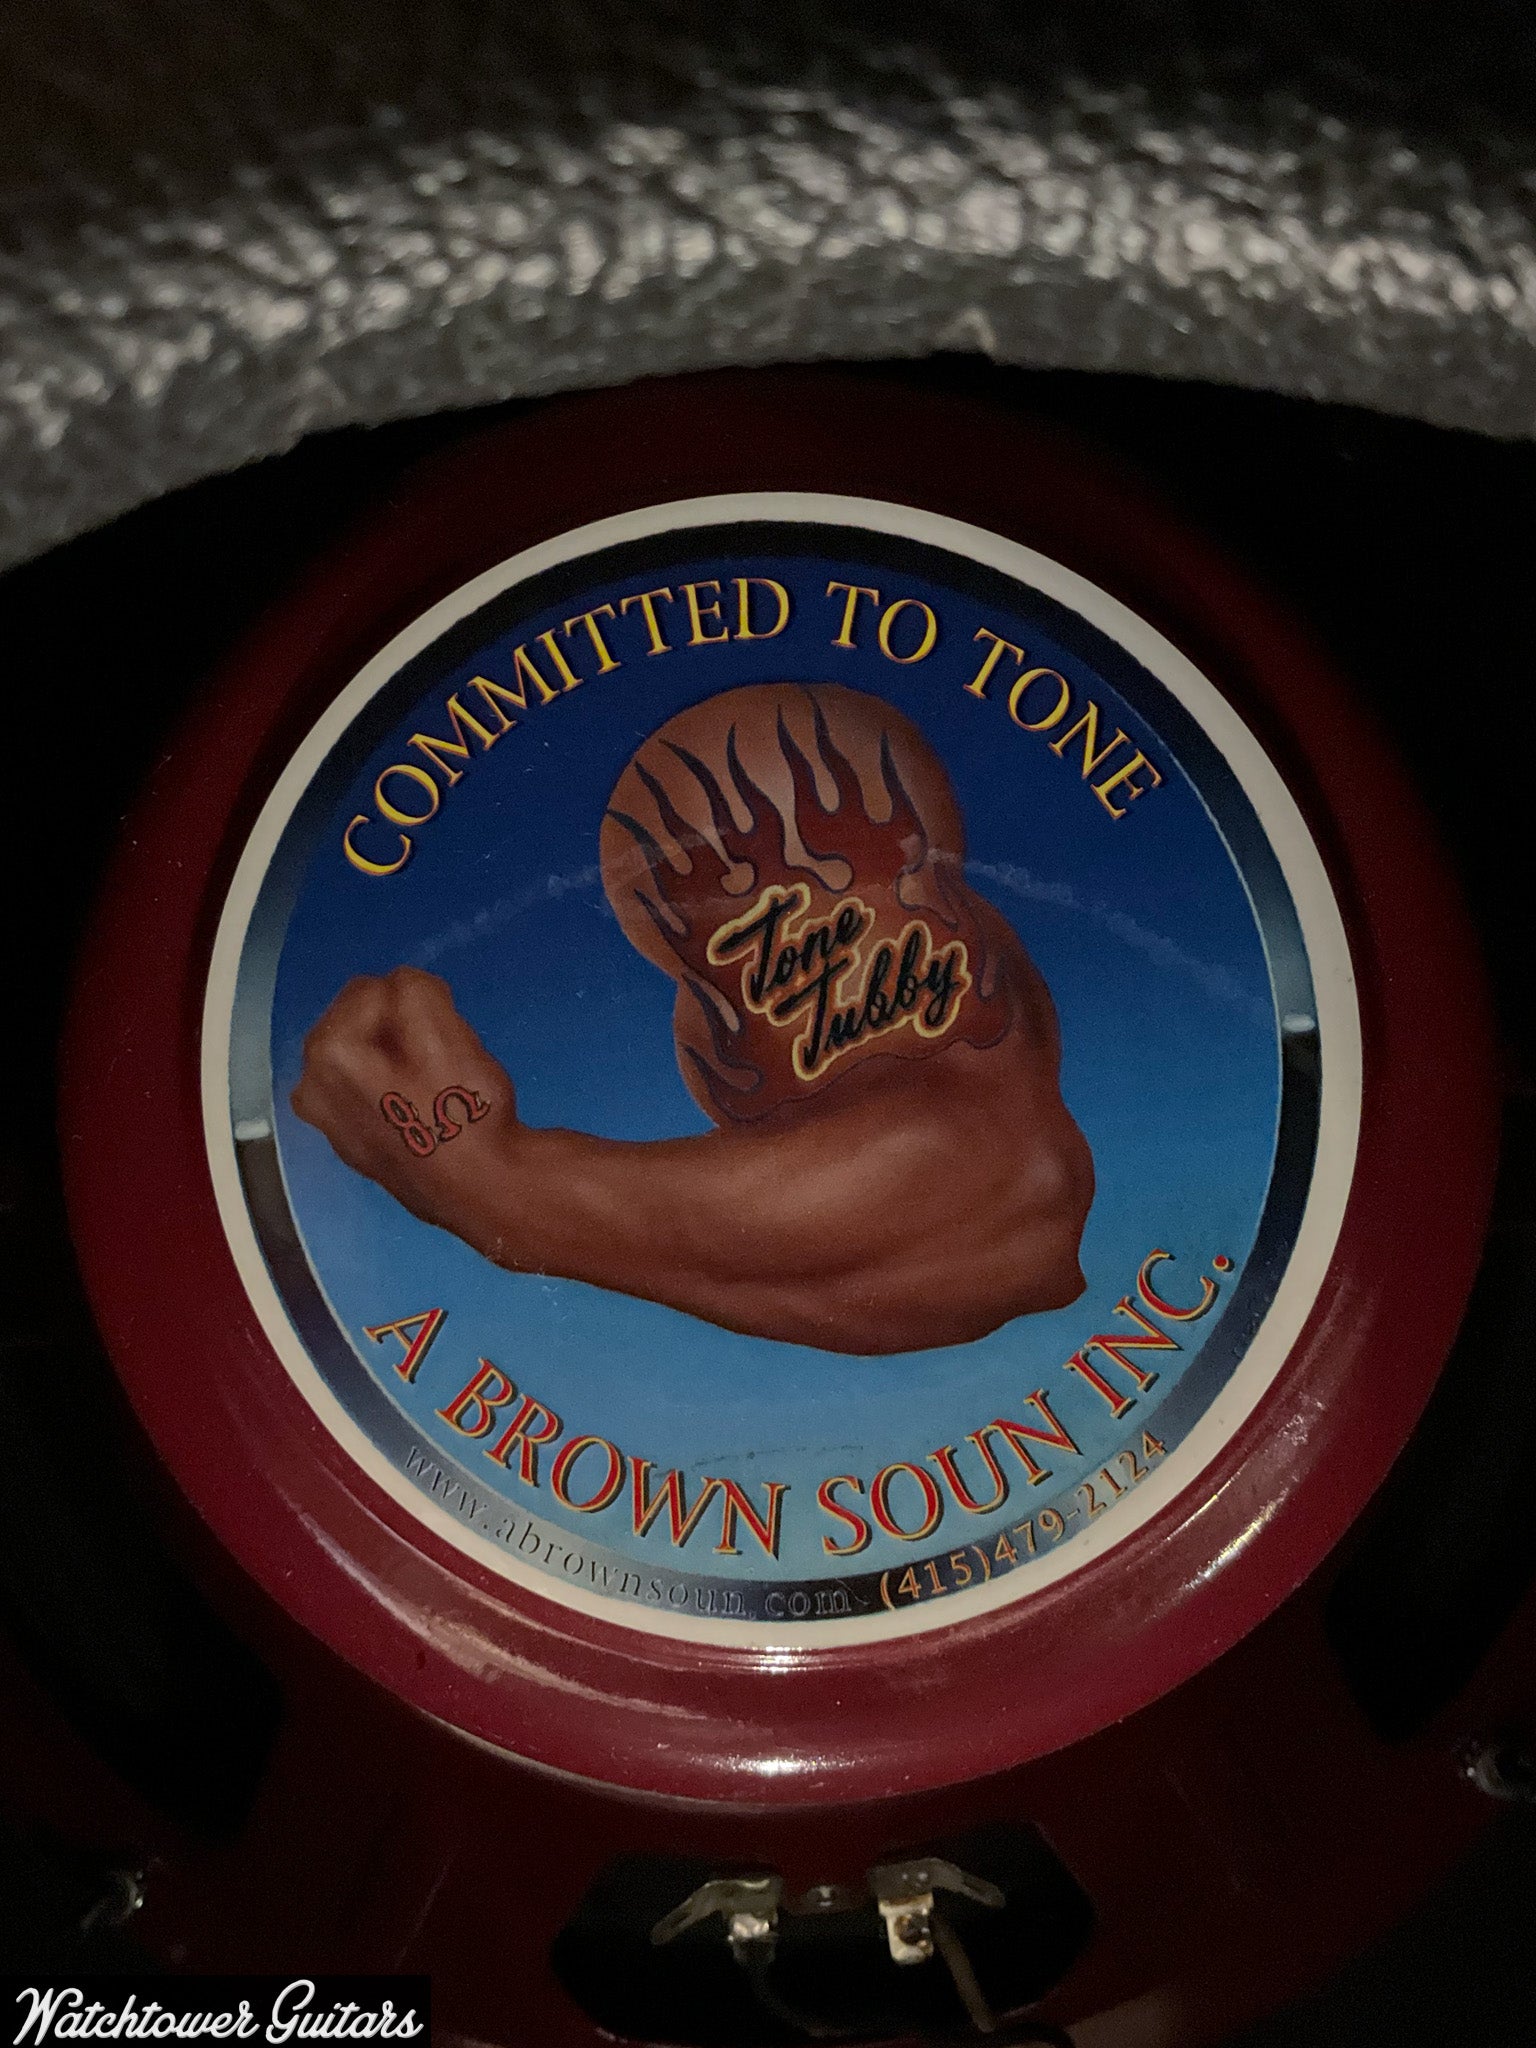 COMMITTED TO TONE
Tone
Tubby
8Ω
A BROWN SOUN INC.
www.abrownsoun.com (415)479-2124
Watchtower Guitars